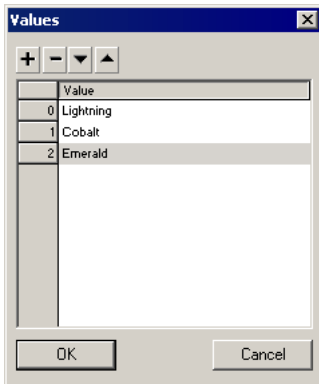 Values
Value
0 Lightning
1 Cobalt
2 Emerald
OK Cancel